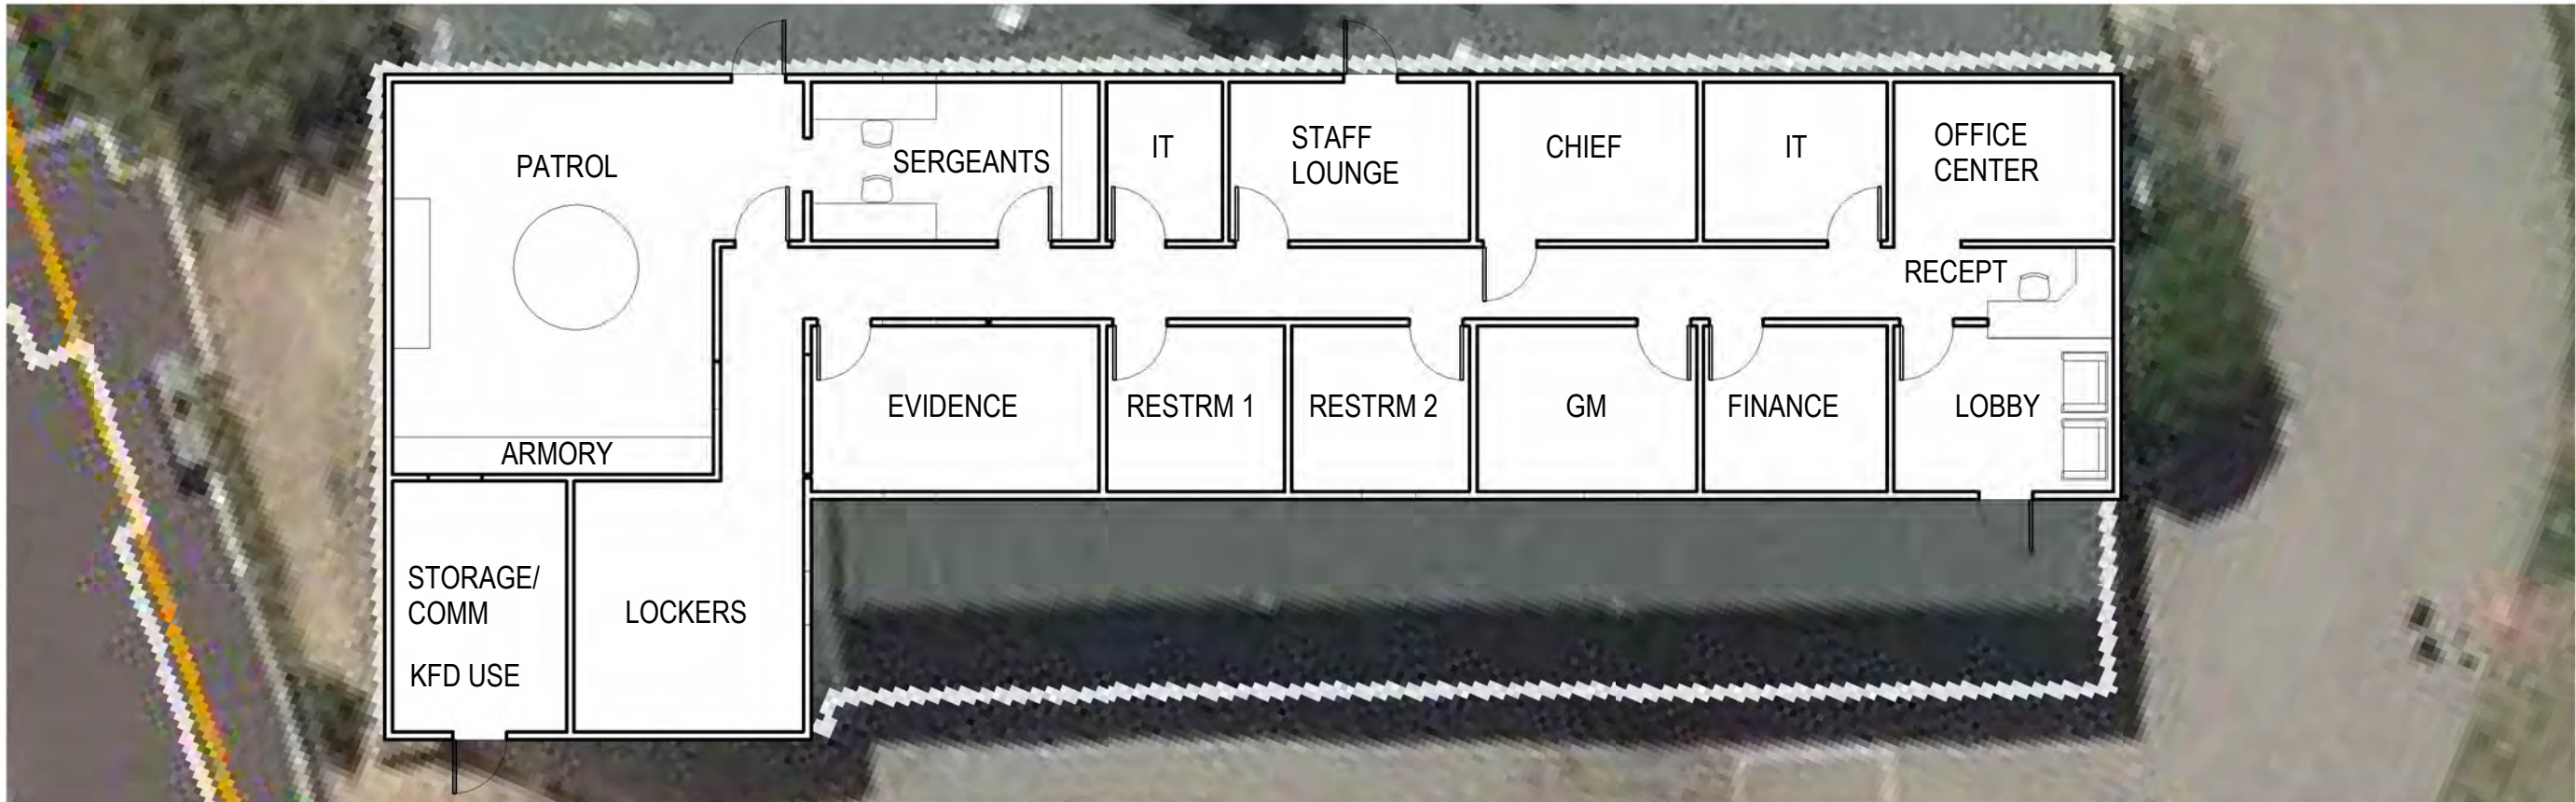 PATROL
SERGEANTS
IT
STAFF
LOUNGE
CHIEF
IT
OFFICE
CENTER
RECEPT
ARMORY
EVIDENCE
RESTRM 1
RESTRM 2
GM
FINANCE
LOBBY
STORAGE/
COMM
KFD USE
LOCKERS